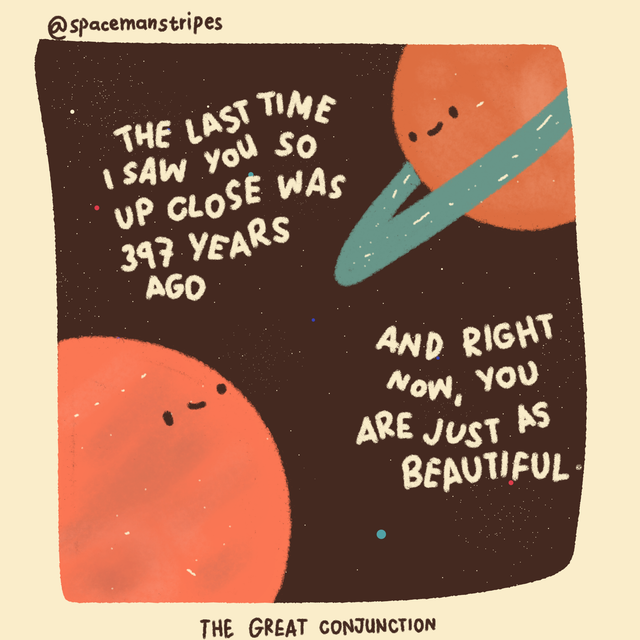 @spacemanstripes
THE LAST TIME
I SAW YOU SO
UP CLOSE WAS
397 YEARS
AGO
AND RIGHT
NOW, YOU
ARE JUST AS
BEAUTIFUL.
THE GREAT CONJUNCTION